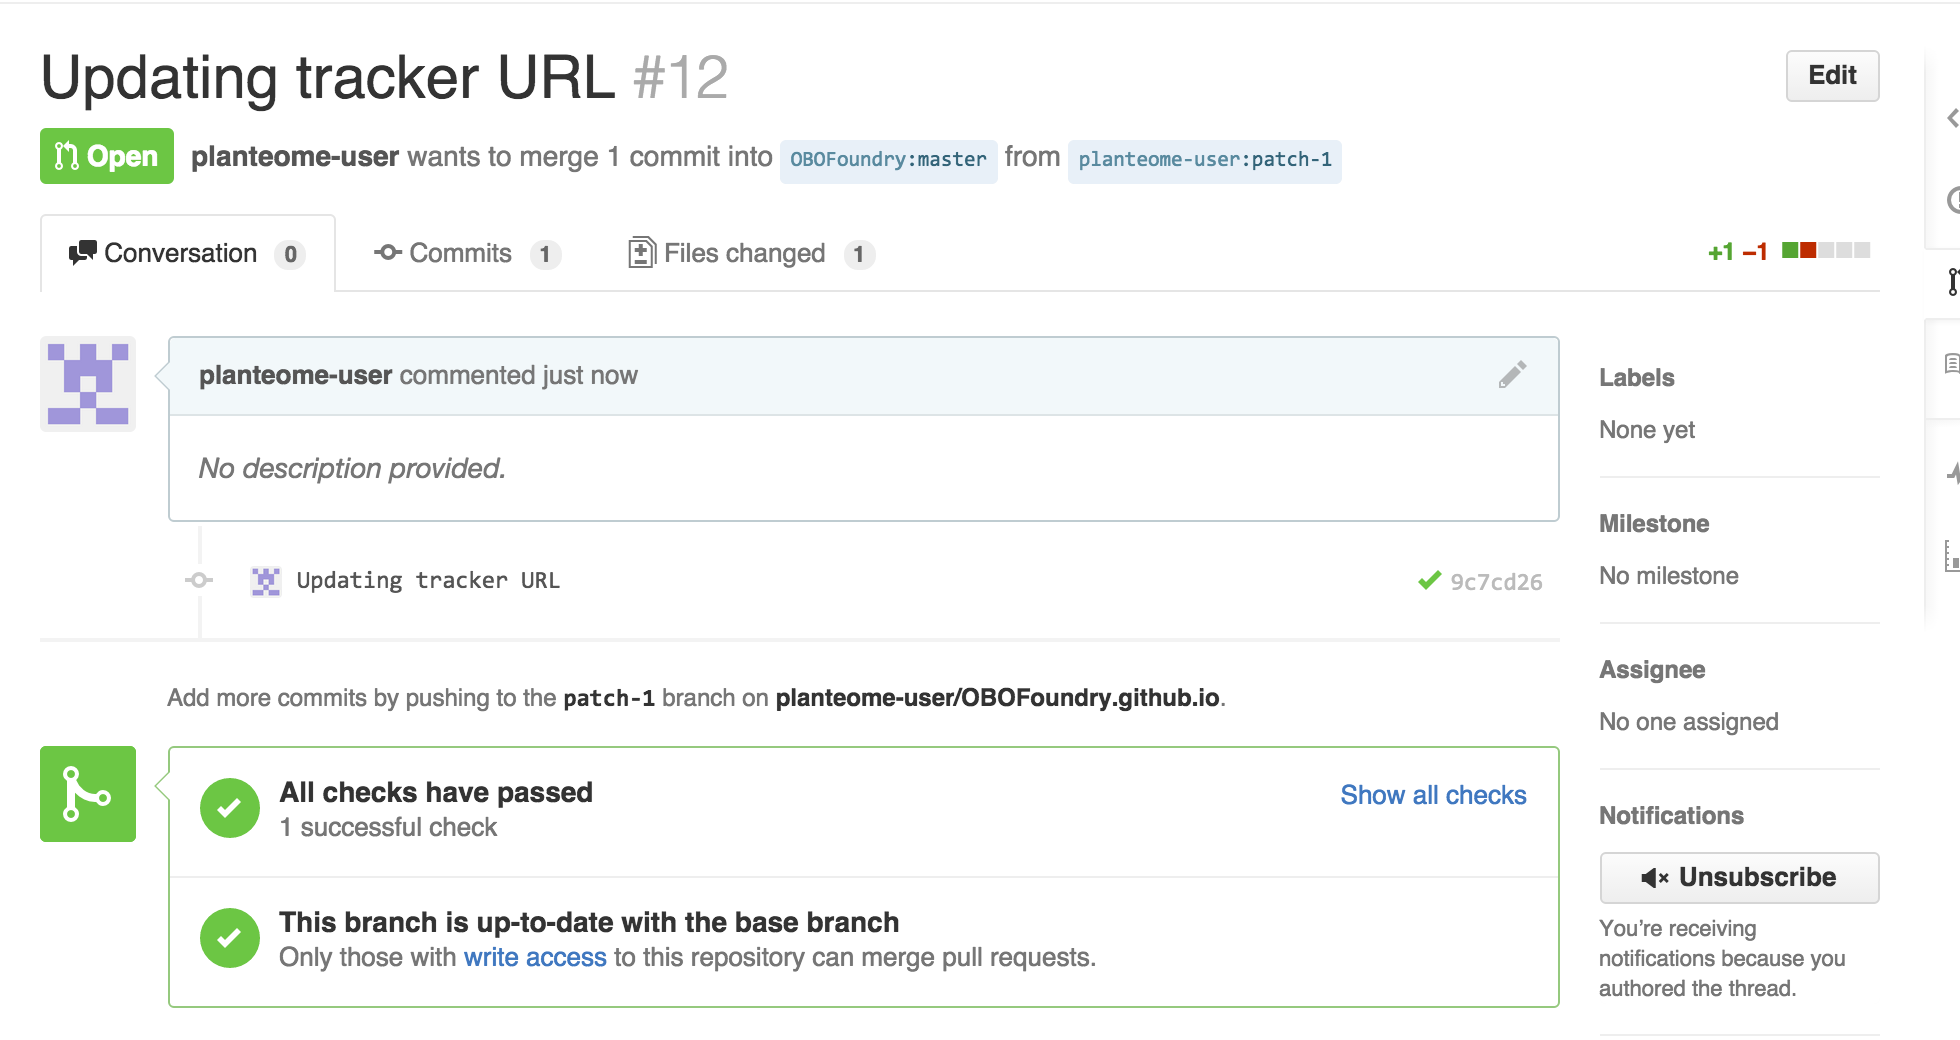 Updating tracker URL #12
Edit
Open planteome-user wants to merge 1 commit into OBOFoundry:master from planteome-user:patch-1
Conversation 0 Commits 1 Files changed 1 +1 −1
planteome-user commented just now
No description provided.
Updating tracker URL 9c7cd26
Add more commits by pushing to the patch-1 branch on planteome-user/OBOFoundry.github.io.
All checks have passed
1 successful check
Show all checks
This branch is up-to-date with the base branch
Only those with write access to this repository can merge pull requests.
Labels
None yet
Milestone
No milestone
Assignee
No one assigned
Notifications
Unsubscribe
You’re receiving
notifications because you
authored the thread.